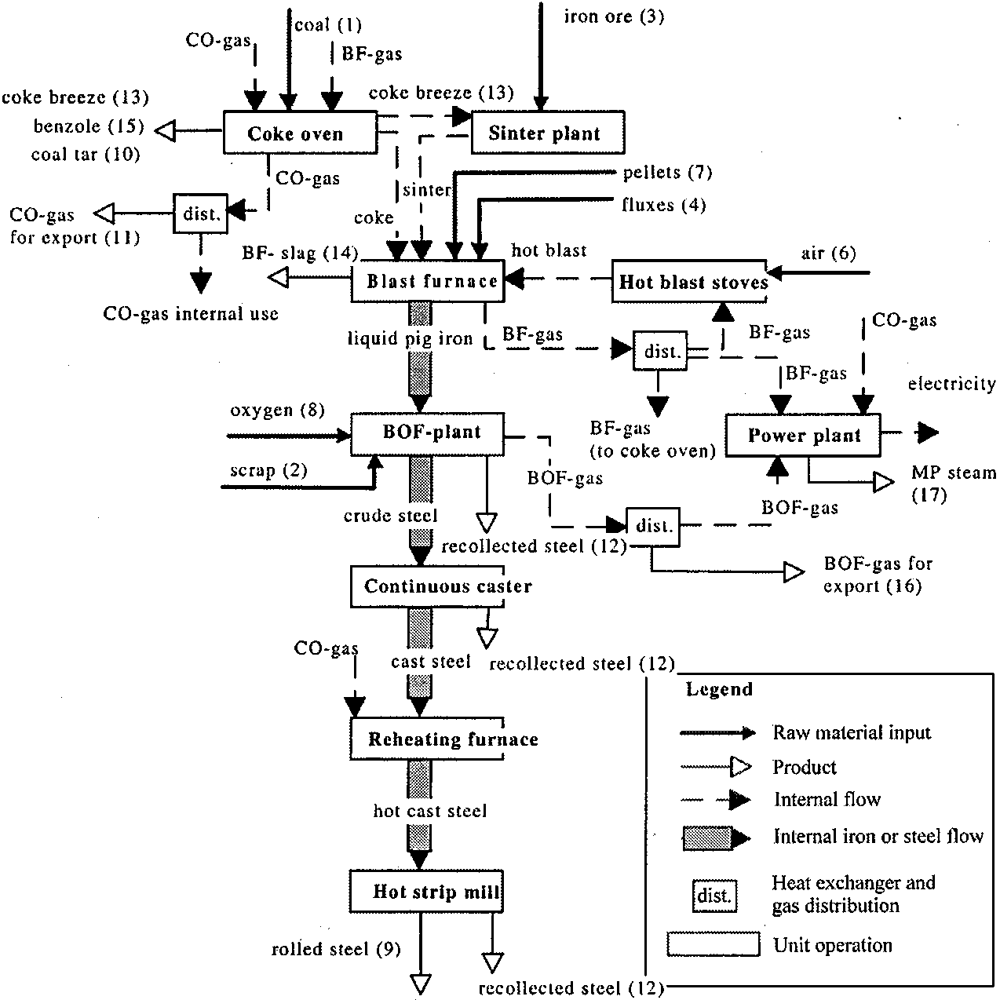 iron ore (3)
coal (1)
CO-gas
BF-gas
coke breeze (13)
coke breeze (13)
benzole (15)
coal tar (10)
Coke oven
Sinter plant
CO-gas
pellets (7)
sinter
fluxes (4)
dist.
CO-gas
for export (11)
coke
BF- slag (14)
hot blast
air (6)
Blast furnace
Hot blast stoves
CO-gas internal use
CO-gas
liquid pig iron
BF-gas
BF-gas
dist.
BF-gas
electricity
oxygen (8)
BOF-plant
BF-gas
(to coke oven)
Power plant
scrap (2)
BOF-gas
MP steam
(17)
BOF-gas
crude steel
dist.
recollected steel (12)
BOF-gas for
export (16)
Continuous caster
CO-gas
cast steel
recollected steel (12)
Legend
Reheating furnace
Raw material input
Product
Internal flow
hot cast steel
Internal iron or steel flow
Hot strip mill
dist.
Heat exchanger and
gas distribution
rolled steel (9)
Unit operation
recollected steel (12)